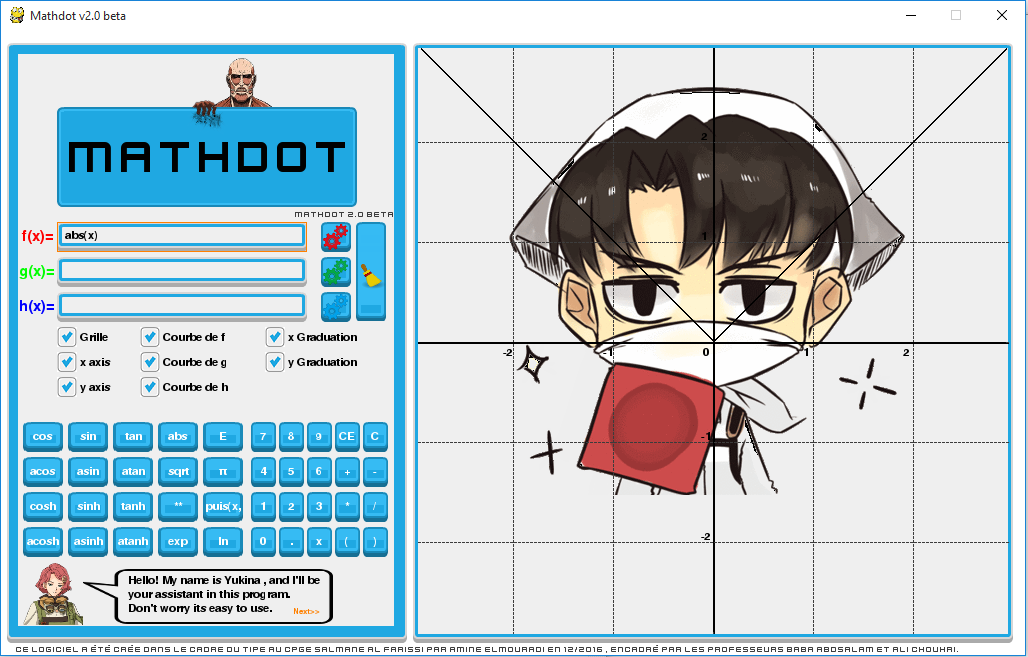 Mathdot v2.0 beta
MATHDOT
MATHDOT 2.0 BETA
f(x)= abs(x)
g(x)=
h(x)=
Grille Courbe de f x Graduation
x axis Courbe de g y Graduation
y axis Courbe de h
cos sin tan abs E 7 8 9 CE C
acos asin atan sqrt π 4 5 6 + -
cosh sinh tanh ** puis(x, 1 2 3 * /
acosh asinh atanh exp ln 0 . x ( )
Hello! My name is Yukina , and I'll be
your assistant in this program.
Don't worry its easy to use. Next>>
2
1
-2 -1 0 1 2
-1
-2
CE LOGICIEL A ÉTÉ CRÉE DANS LE CADRE DU TIPE AU CPGE SALMANE AL FARISSI PAR AMINE ELMOURADI EN 12/2016 , ENCADRÉ PAR LES PROFESSEURS BABA ABDSALAM ET ALI CHOUHAI.